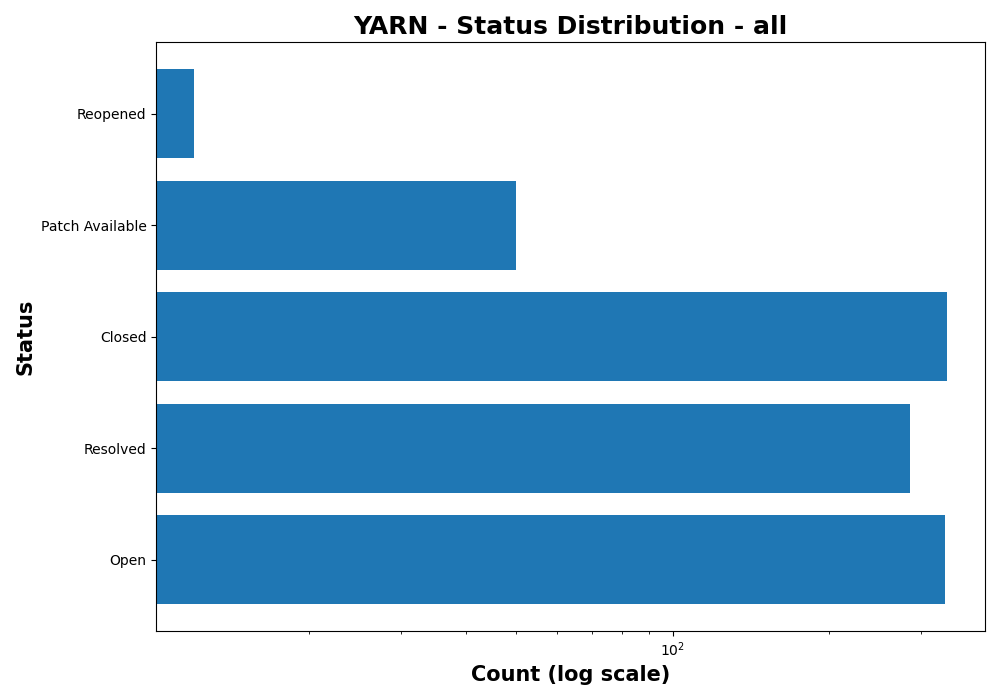 YARN - Status Distribution - all
Reopened
Patch Available
Closed
Resolved
Open
Status
10²
Count (log scale)